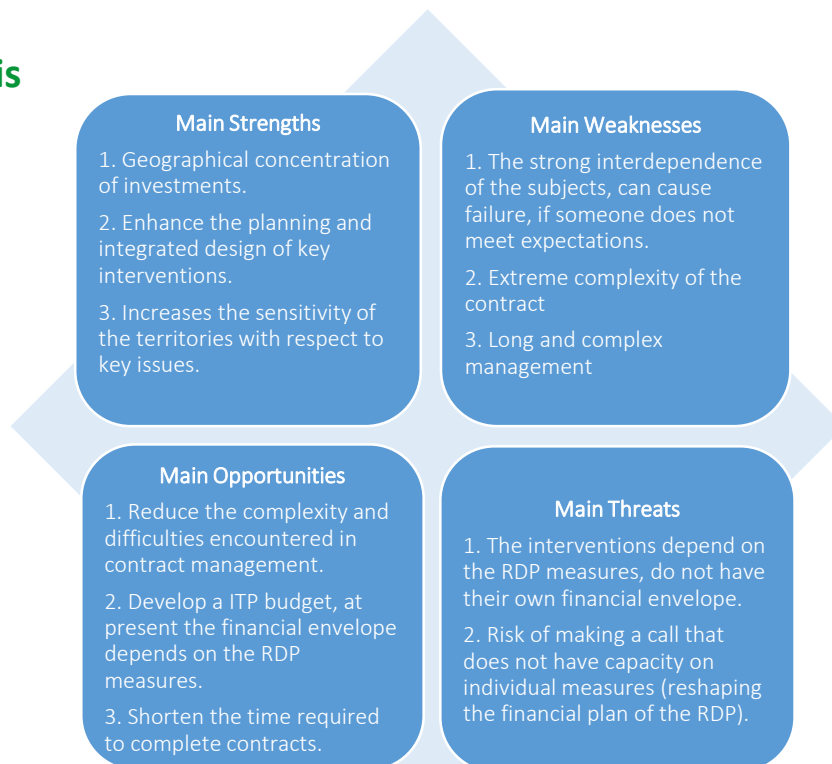 is
Main Strengths
1. Geographical concentration
of investments.
2. Enhance the planning and
integrated design of key
interventions.
3. Increases the sensitivity of
the territories with respect to
key issues.
Main Weaknesses
1. The strong interdependence
of the subjects, can cause
failure, if someone does not
meet expectations.
2. Extreme complexity of the
contract
3. Long and complex
management
Main Opportunities
1. Reduce the complexity and
difficulties encountered in
contract management.
2. Develop a ITP budget, at
present the financial envelope
depends on the RDP
measures.
3. Shorten the time required
to complete contracts.
Main Threats
1. The interventions depend on
the RDP measures, do not have
their own financial envelope.
2. Risk of making a call that
does not have capacity on
individual measures (reshaping
the financial plan of the RDP).